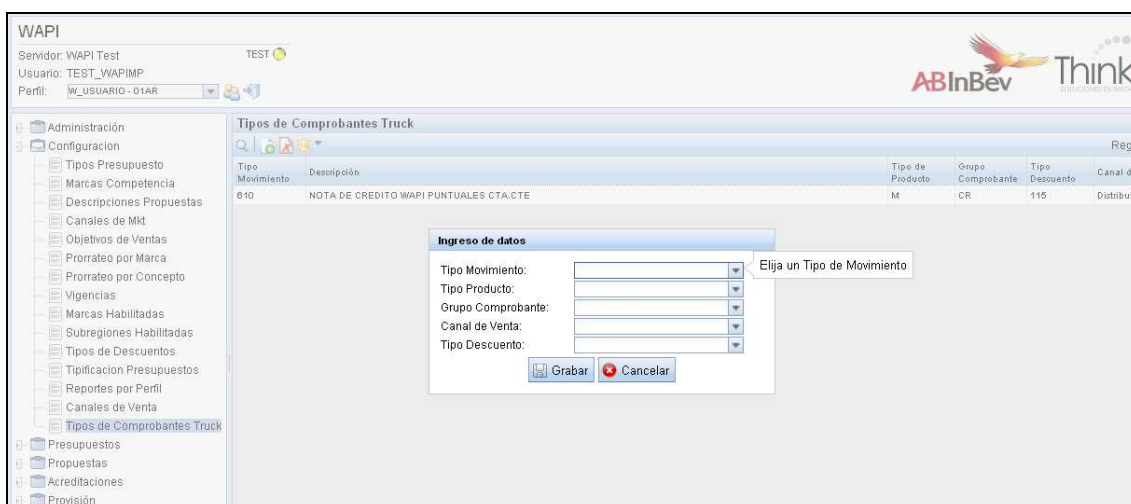 WAPI
Servidor: WAPI Test TEST
Usuario: TEST_WAPIMP
Perfil: W_USUARIO - 01AR
ABInBev Think
Administración
Configuracion
Tipos Presupuesto
Marcas Competencia
Descripciones Propuestas
Canales de Mkt
Objetivos de Ventas
Prorrateo por Marca
Prorrateo por Concepto
Vigencias
Marcas Habilitadas
Subregiones Habilitadas
Tipos de Descuentos
Tipificacion Presupuestos
Reportes por Perfil
Canales de Venta
Tipos de Comprobantes Truck
Presupuestos
Propuestas
Acreditaciones
Provisión
Tipos de Comprobantes Truck
Reg
Tipo Movimiento Descripción Tipo de Producto Grupo Comprobante Tipo Descuento Canal d
610 NOTA DE CREDITO WAPI PUNTUALES CTA.CTE M CR 115 Distribu
Ingreso de datos
Tipo Movimiento: Elija un Tipo de Movimiento
Tipo Producto:
Grupo Comprobante:
Canal de Venta:
Tipo Descuento:
Grabar Cancelar